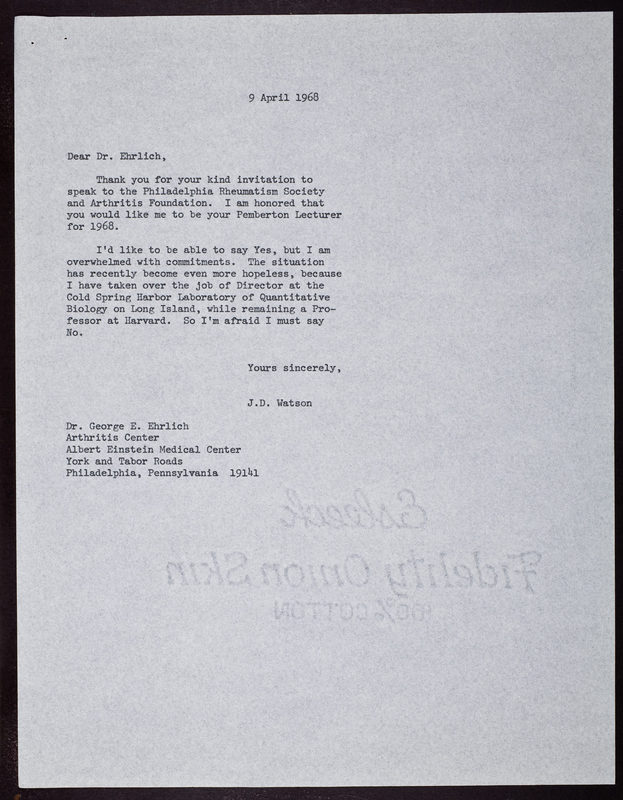 9 April 1968
Dear Dr. Ehrlich,
Thank you for your kind invitation to
speak to the Philadelphia Rheumatism Society
and Arthritis Foundation. I am honored that
you would like me to be your Pemberton Lecturer
for 1968.
I'd like to be able to say Yes, but I am
overwhelmed with commitments. The situation
has recently become even more hopeless, because
I have taken over the job of Director at the
Cold Spring Harbor Laboratory of Quantitative
Biology on Long Island, while remaining a Pro-
fessor at Harvard. So I'm afraid I must say
No.
Yours sincerely,
J.D. Watson
Dr. George E. Ehrlich
Arthritis Center
Albert Einstein Medical Center
York and Tabor Roads
Philadelphia, Pennsylvania 19141
Esleeck
Fidelity Onion Skin
100% COTTON